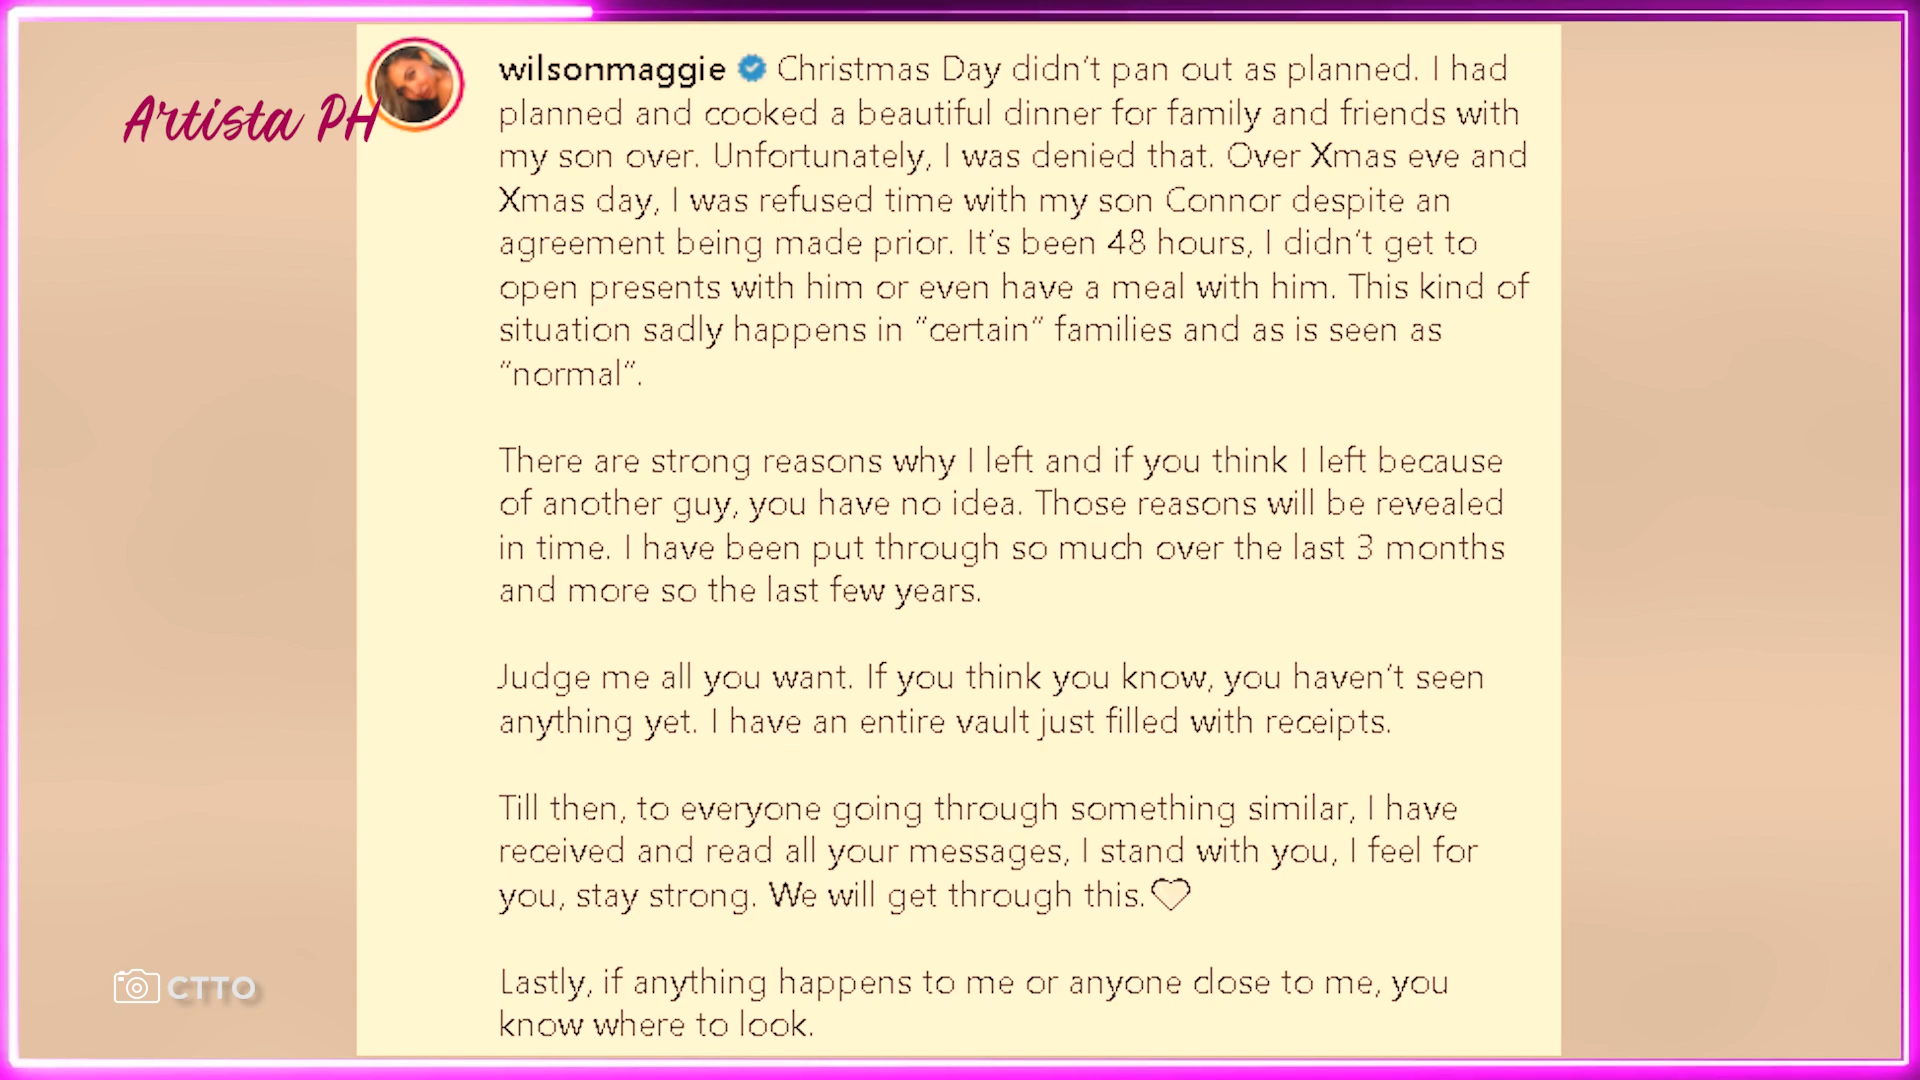 Artista PH
wilsonmaggie Christmas Day didn't pan out as planned. I had
planned and cooked a beautiful dinner for family and friends with
my son over. Unfortunately, I was denied that. Over Xmas eve and
Xmas day, I was refused time with my son Connor despite an
agreement being made prior. It's been 48 hours, I didn't get to
open presents with him or even have a meal with him. This kind of
situation sadly happens in "certain" families and as is seen as
"normal".
There are strong reasons why I left and if you think I left because
of another guy, you have no idea. Those reasons will be revealed
in time. I have been put through so much over the last 3 months
and more so the last few years.
Judge me all you want. If you think you know, you haven't seen
anything yet. I have an entire vault just filled with receipts.
Till then, to everyone going through something similar, I have
received and read all your messages, I stand with you, I feel for
you, stay strong. We will get through this.♡
Lastly, if anything happens to me or anyone close to me, you
know where to look.
CTTO